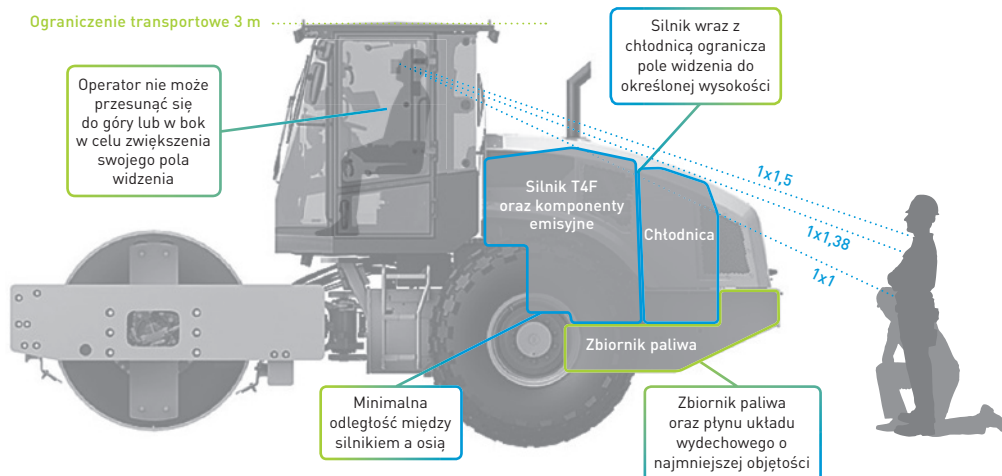 Ograniczenie transportowe 3 m
Operator nie może
przesunąć się
do góry lub w bok
w celu zwiększenia
swojego pola
widzenia
Silnik wraz z
chłodnicą ogranicza
pole widzenia do
określonej wysokości
Silnik T4F
oraz komponenty
emisyjne
Chłodnica
1x1,5
1x1,38
1x1
Zbiornik paliwa
Minimalna
odległość między
silnikiem a osią
Zbiornik paliwa
oraz płynu układu
wydechowego o
najmniejszej objętości